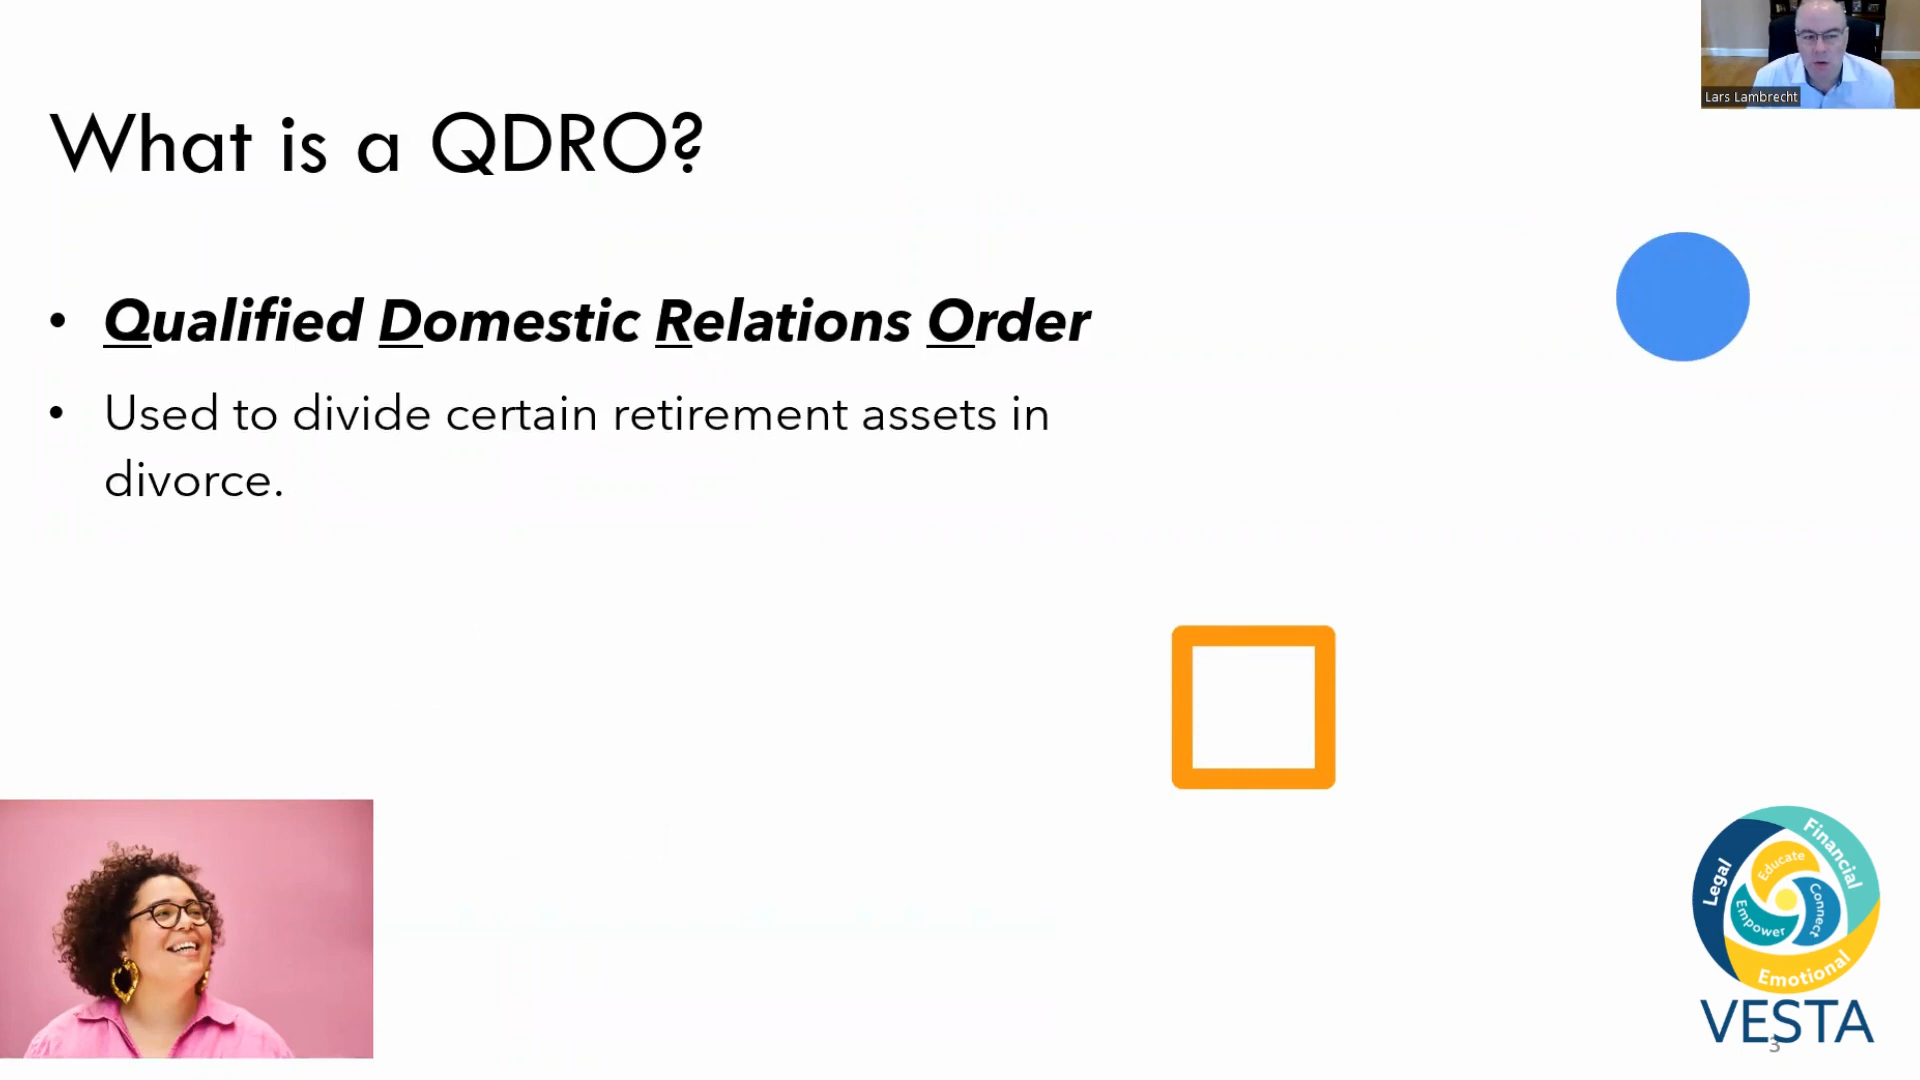 Lars Lambrecht
What is a QDRO?
• Qualified Domestic Relations Order
• Used to divide certain retirement assets in
divorce.
Legal
Financial
Emotional
Educate
Connect
Empower
VESTA
3